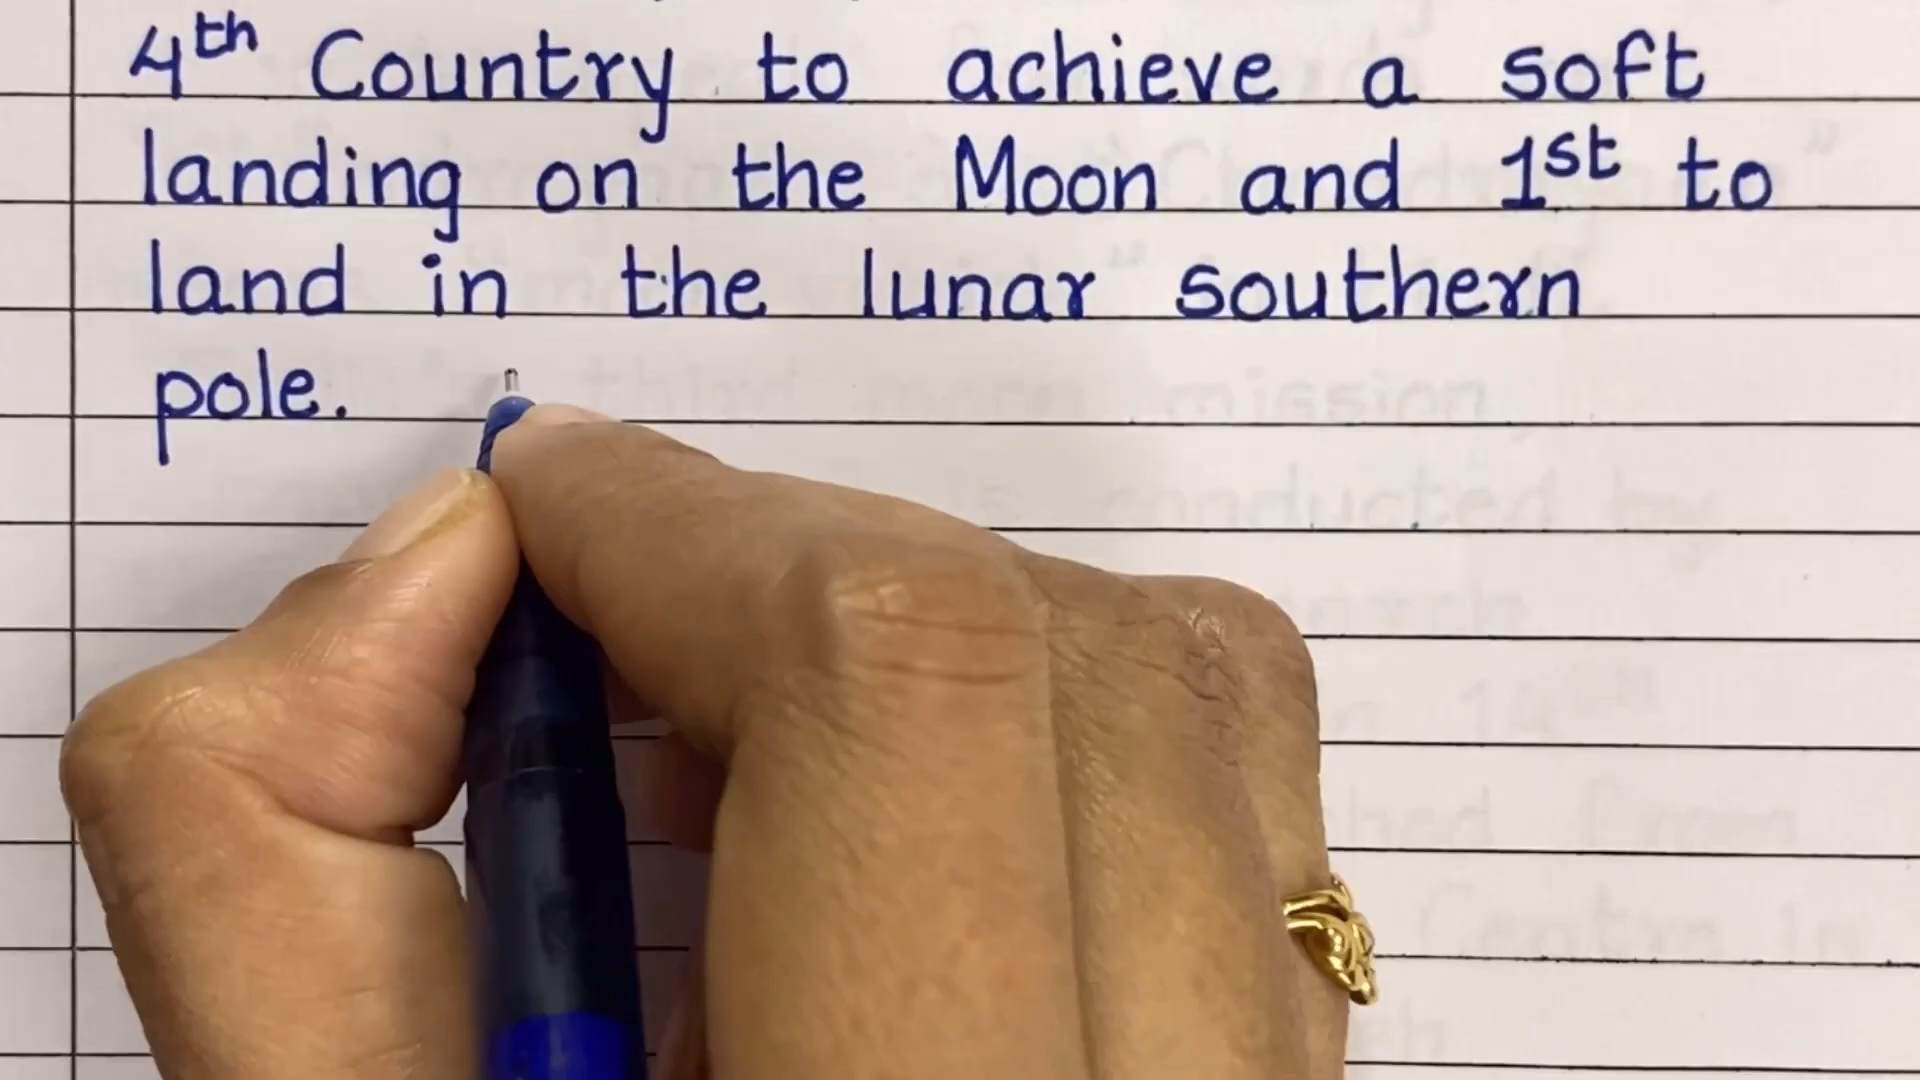 4th Country to achieve a soft
landing on the Moon and 1st to
land in the lunar southern
pole.